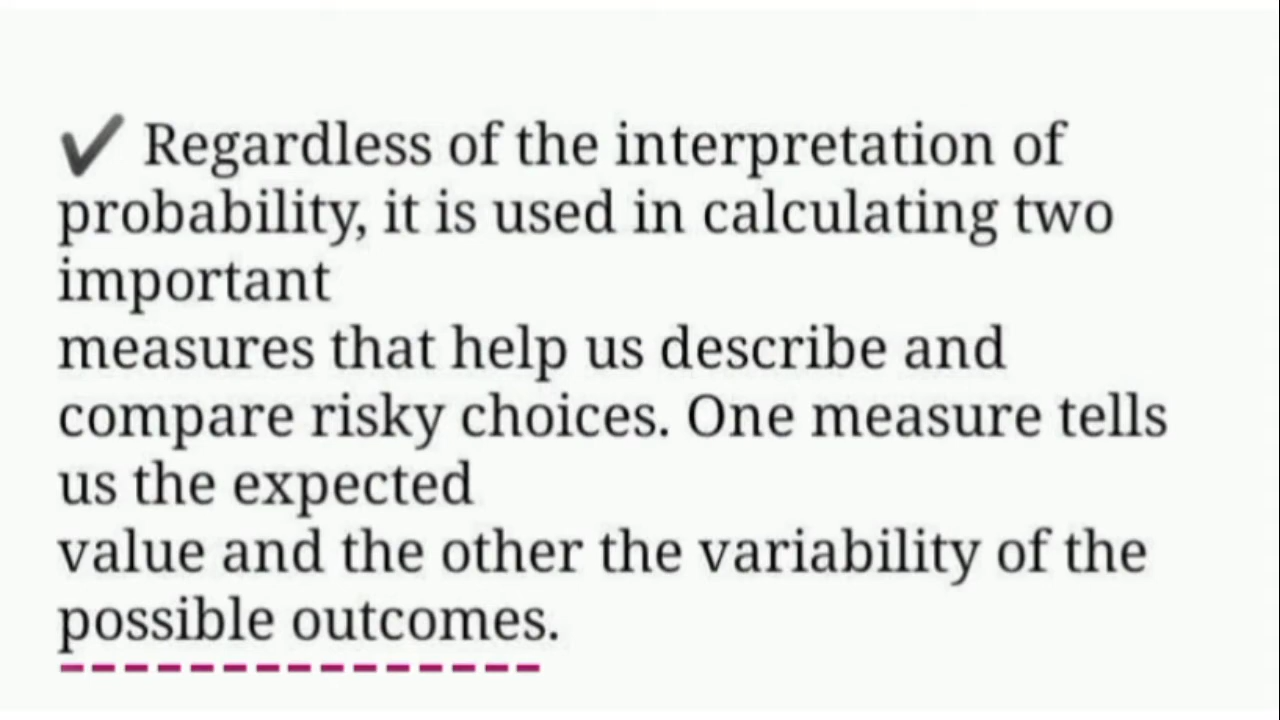 ✔ Regardless of the interpretation of
probability, it is used in calculating two
important
measures that help us describe and
compare risky choices. One measure tells
us the expected
value and the other the variability of the
possible outcomes.